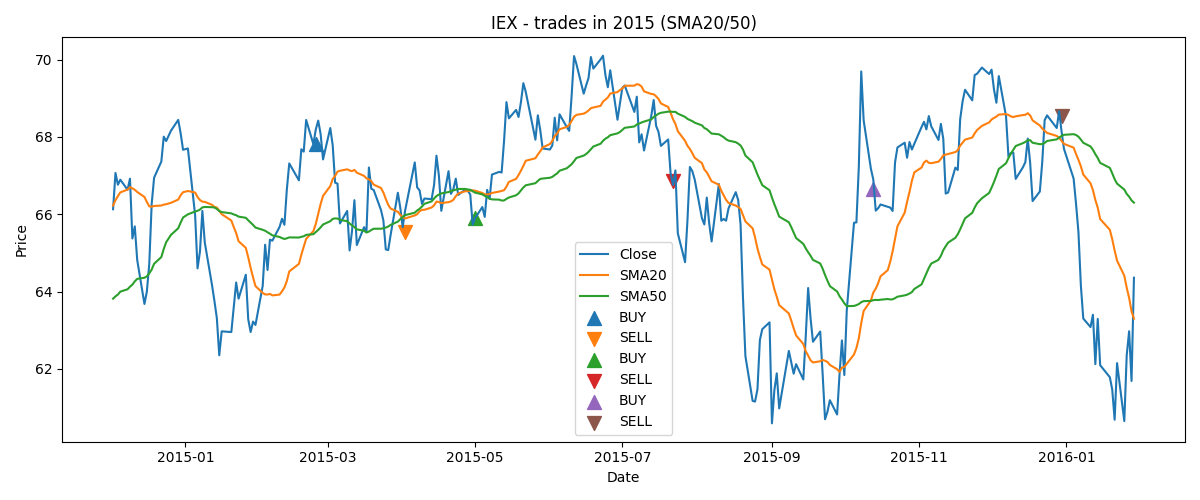 IEX - trades in 2015 (SMA20/50)
Price
70
68
66
64
62
Close
SMA20
SMA50
BUY
SELL
BUY
SELL
BUY
SELL
2015-01
2015-03
2015-05
2015-07
2015-09
2015-11
2016-01
Date